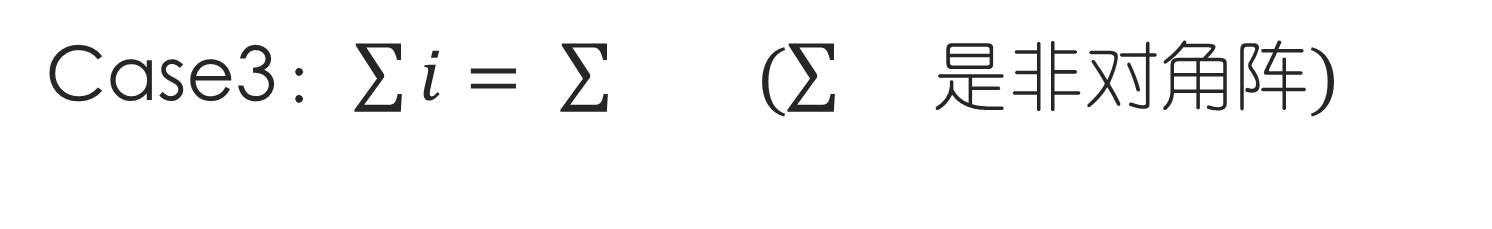 Case3: ∑ i = ∑ (∑ 是非对角阵)